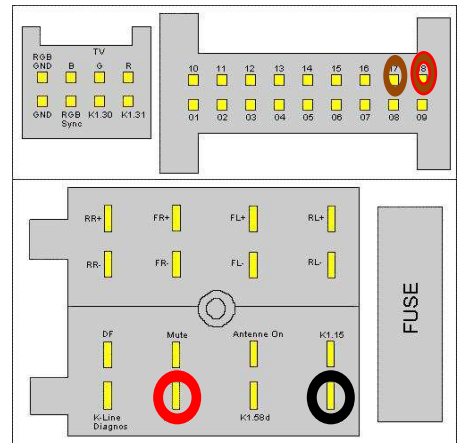 TV
RGB GND B G R
GND RGB Sync K1.30 K1.31
10 11 12 13 14 15 16 17 18
01 02 03 04 05 06 07 08 09
RR+ FR+ FL+ RL+
RR- FR- FL- RL-
DF Mute Antenne On K1.15
K-Line Diagnos K1.58d
FUSE